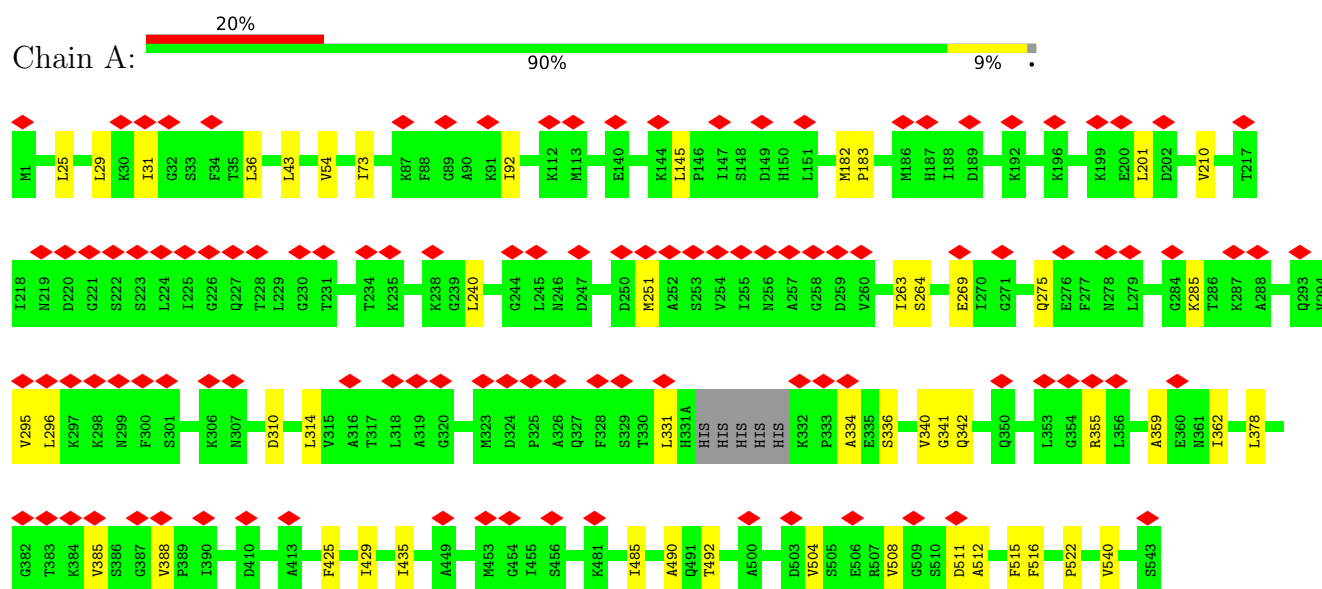 20%
Chain A:
90% 9% •
M1 L25 L29 K30 I31 G32 S33 F34 T35 L36 L43 V54 I73 K87 F88 G89 A90 K91 I92 K112 M113 E140 K144 L145 P146 I147 S148 D149 H150 L151 M182 P183 M186 H187 I188 D189 K192 K196 K199 E200 L201 D202 V210 T217
I218 N219 D220 G221 S222 S223 L224 I225 G226 Q227 T228 L229 G230 T231 T234 K235 K238 G239 L240 G244 L245 N246 D247 D250 M251 A252 S253 V254 I255 N256 A257 G258 D259 V260 I263 S264 E269 I270 G271 Q275 E276 F277 N278 L279 G284 K285 T286 K287 A288 Q293 V294
V295 L296 K297 K298 N299 F300 S301 K306 N307 D310 L314 V315 A316 T317 L318 A319 G320 M323 D324 P325 A326 Q327 F328 S329 T330 L331 H331A HIS HIS HIS HIS HIS K332 P333 A334 E335 S336 V340 G341 Q342 Q350 L353 G354 R355 L356 A359 E360 N361 I362 L378
G382 T383 K384 V385 S386 G387 V388 P389 I390 D410 A413 F425 I429 I435 A449 M453 G454 I455 S456 K481 I485 A490 Q491 T492 A500 D503 V504 S505 E506 R507 V508 G509 S510 D511 A512 F515 F516 P522 V540 S543